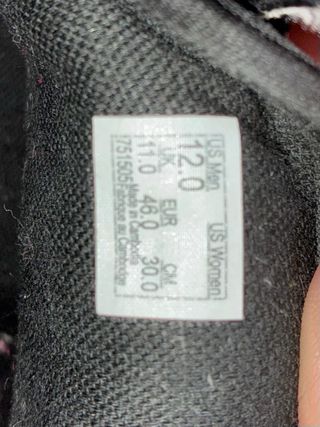 US Men US Women
12.0
UK EUR CM
11.0 46.0 30.0
751505 Made in Cambodia
Fabriqué au Cambodge